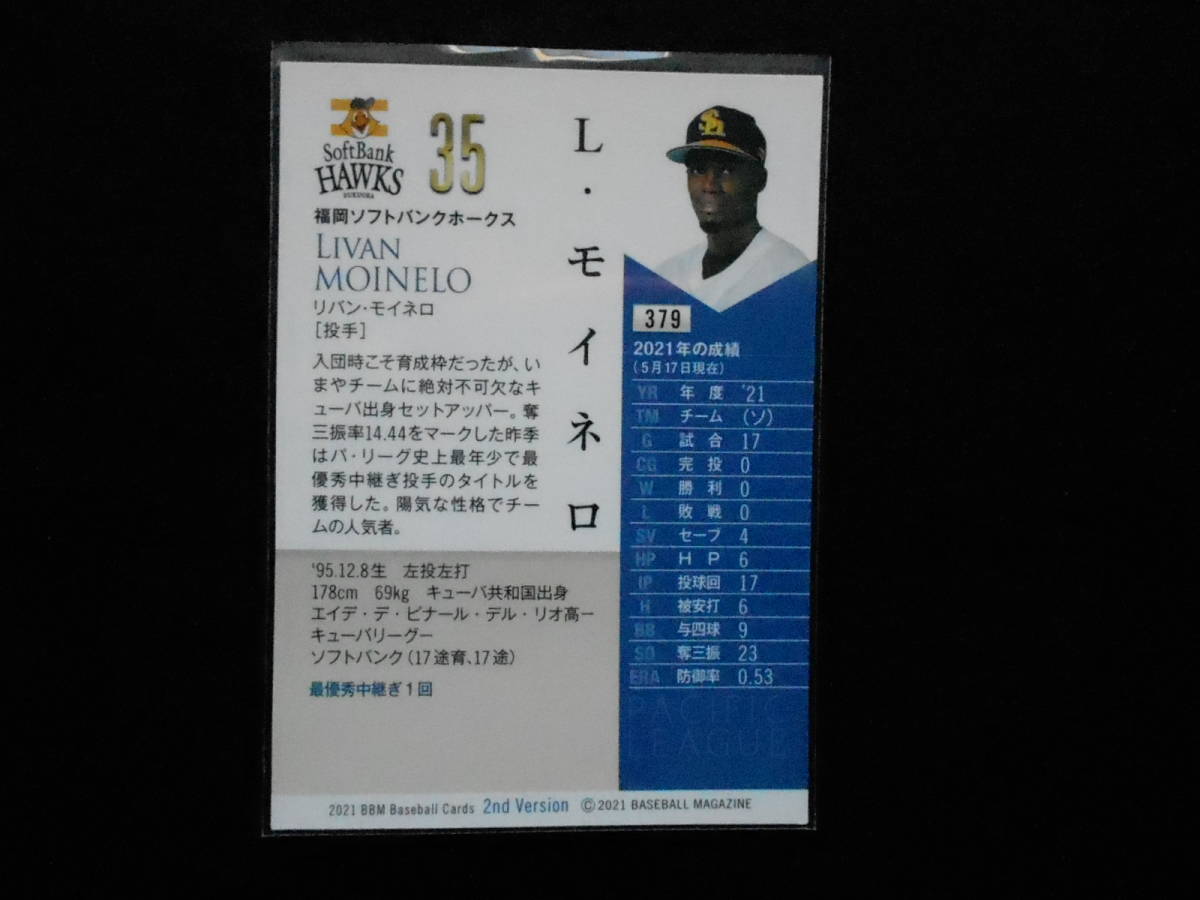 SoftBank
HAWKS
FUKUOKA
35
福岡ソフトバンクホークス
LIVAN
MOINELO
リバン・モイネロ
［投手］
入団時こそ育成枠だったが、い
まやチームに絶対不可欠なキ
ューバ出身セットアッパー。奪
三振率14.44をマークした昨季
はパ・リーグ史上最年少で最
優秀中継ぎ投手のタイトルを
獲得した。陽気な性格でチー
ムの人気者。
'95.12.8生　左投左打
178cm　69kg　キューバ共和国出身
エイデ・デ・ピナール・デル・リオ高ー
キューバリーグー
ソフトバンク（17途育、17途）
最優秀中継ぎ1回
L・モイネロ
SH
379
2021年の成績
（5月17日現在）
YR 年度 '21
TM チーム （ソ）
G 試合 17
CG 完投 0
W 勝利 0
L 敗戦 0
SV セーブ 4
HP HP 6
IP 投球回 17
H 被安打 6
BB 与四球 9
SO 奪三振 23
ERA 防御率 0.53
PACIFIC
LEAGUE
2021 BBM Baseball Cards 2nd Version ©2021 BASEBALL MAGAZINE